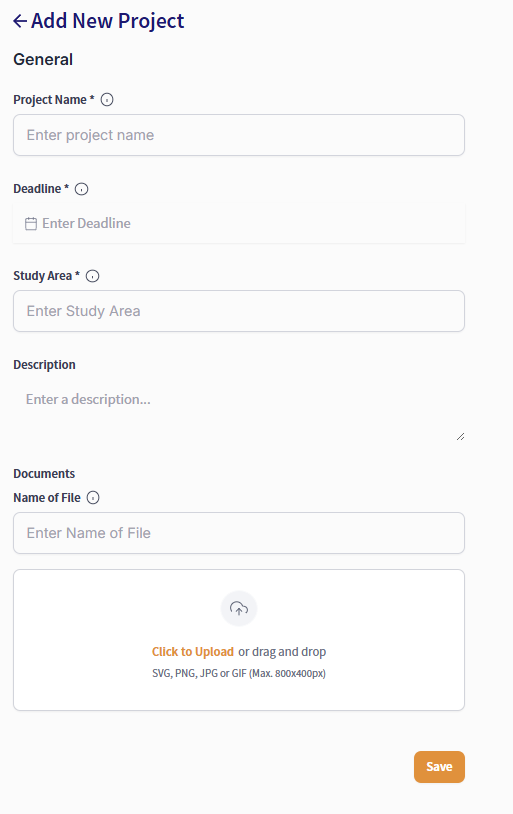 Add New Project
General
Project Name *
Enter project name
Deadline *
Enter Deadline
Study Area *
Enter Study Area
Description
Enter a description...
Documents
Name of File
Enter Name of File
Click to Upload or drag and drop
SVG, PNG, JPG or GIF (Max. 800x400px)
Save